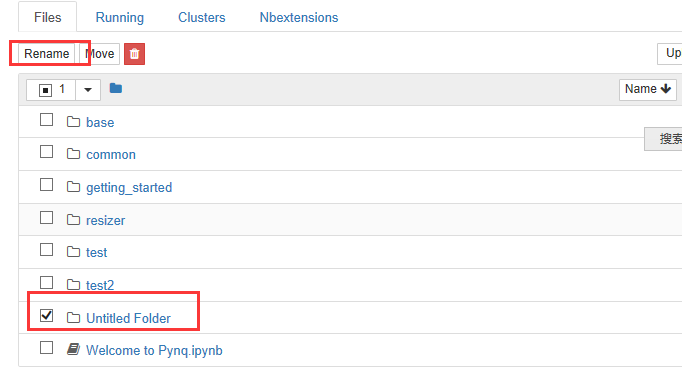 Files Running Clusters Nbextensions
Rename Move Up
1 Name
base
common
搜索
getting_started
resizer
test
test2
Untitled Folder
Welcome to Pynq.ipynb